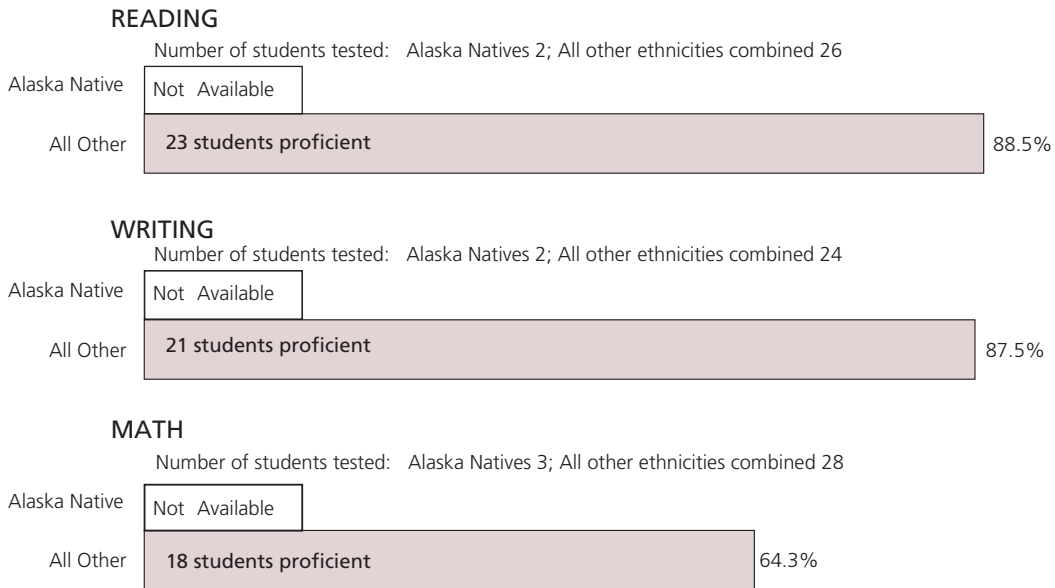 READING
Number of students tested: Alaska Natives 2; All other ethnicities combined 26
Alaska Native Not Available
All Other 23 students proficient 88.5%
WRITING
Number of students tested: Alaska Natives 2; All other ethnicities combined 24
Alaska Native Not Available
All Other 21 students proficient 87.5%
MATH
Number of students tested: Alaska Natives 3; All other ethnicities combined 28
Alaska Native Not Available
All Other 18 students proficient 64.3%